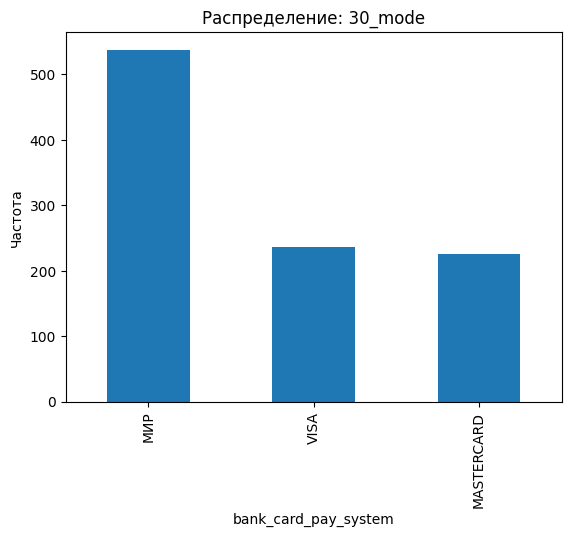 Распределение: 30_mode
Частота
500
400
300
200
100
0
МИР
VISA
MASTERCARD
bank_card_pay_system